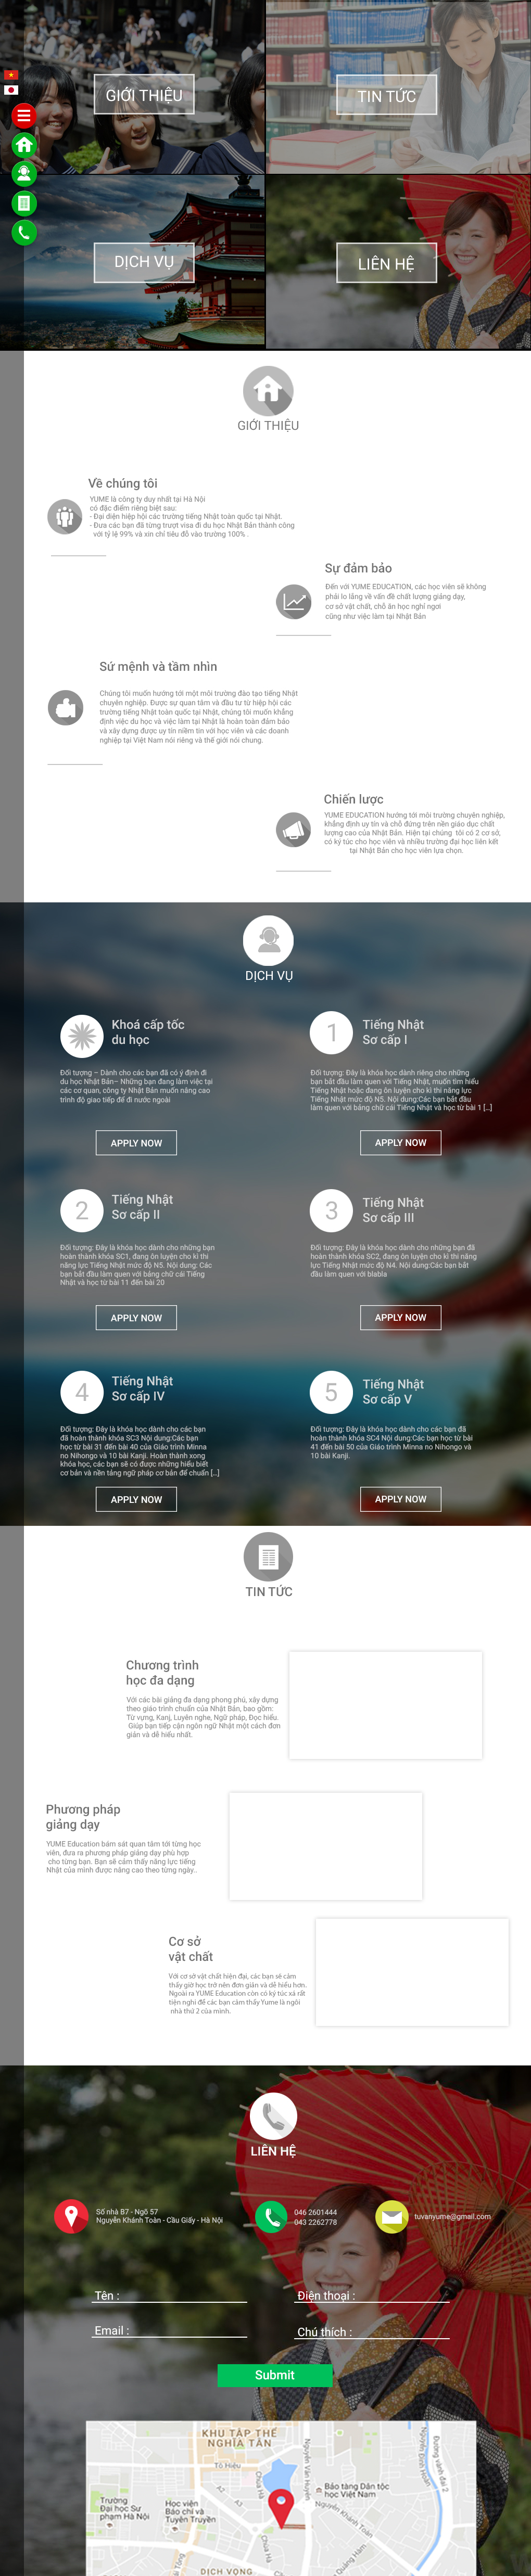 GIỚI THIỆU
TIN TỨC
DỊCH VỤ
LIÊN HỆ
GIỚI THIỆU
Về chúng tôi
YUME là công ty duy nhất tại Hà Nội
có đặc điểm riêng biệt sau:
- Đại diện hiệp hội các trường tiếng Nhật toàn quốc tại Nhật.
- Đưa các bạn đã từng trượt visa đi du học Nhật Bản thành công
với tỷ lệ 99% và xin chỉ tiêu đỗ vào trường 100% .
Sự đảm bảo
Đến với YUME EDUCATION, các học viên sẽ không
phải lo lắng về vấn đề chất lượng giảng dạy,
cơ sở vật chất, chỗ ăn học nghỉ ngơi
cũng như việc làm tại Nhật Bản
Sứ mệnh và tầm nhìn
Chúng tôi muốn hướng tới một môi trường đào tạo tiếng Nhật
chuyên nghiệp. Được sự quan tâm và đầu tư từ hiệp hội các
trường tiếng Nhật toàn quốc tại Nhật, chúng tôi muốn khẳng
định việc du học và việc làm tại Nhật là hoàn toàn đảm bảo
và xây dựng được uy tín niềm tin với học viên và các doanh
nghiệp tại Việt Nam nói riêng và thế giới nói chung.
Chiến lược
YUME EDUCATION hướng tới môi trường chuyên nghiệp,
khẳng định uy tín và chỗ đứng trên nền giáo dục chất
lượng cao của Nhật Bản. Hiện tại chúng tôi có 2 cơ sở,
có ký túc cho học viên và nhiều trường đại học liên kết
tại Nhật Bản cho học viên lựa chọn.
DỊCH VỤ
Khoá cấp tốc
du học
Đối tượng – Dành cho các bạn đã có ý định đi
du học Nhật Bản– Những bạn đang làm việc tại
các cơ quan, công ty Nhật Bản muốn nâng cao
trình độ giao tiếp để đi nước ngoài
APPLY NOW
1
Tiếng Nhật
Sơ cấp I
Đối tượng: Đây là khóa học dành riêng cho những
bạn bắt đầu làm quen với Tiếng Nhật, muốn tìm hiểu
Tiếng Nhật hoặc đang ôn luyện cho kì thi năng lực
Tiếng Nhật mức độ N5. Nội dung:Các bạn bắt đầu
làm quen với bảng chữ cái Tiếng Nhật và học từ bài 1 [...]
APPLY NOW
2
Tiếng Nhật
Sơ cấp II
Đối tượng: Đây là khóa học dành cho những bạn
hoàn thành khóa SC1, đang ôn luyện cho kì thi
năng lực Tiếng Nhật mức độ N5. Nội dung: Các
bạn bắt đầu làm quen với bảng chữ cái Tiếng
Nhật và học từ bài 11 đến bài 20
APPLY NOW
3
Tiếng Nhật
Sơ cấp III
Đối tượng: Đây là khóa học dành cho những bạn đã
hoàn thành khóa SC2, đang ôn luyện cho kì thi năng
lực Tiếng Nhật mức độ N4. Nội dung:Các bạn bắt
đầu làm quen với blabla
APPLY NOW
4
Tiếng Nhật
Sơ cấp IV
Đối tượng: Đây là khóa học dành cho các bạn
đã hoàn thành khóa SC3 Nội dung:Các bạn
học từ bài 31 đến bài 40 của Giáo trình Minna
no Nihongo và 10 bài Kanji. Hoàn thành xong
khóa học, các bạn sẽ có được những hiểu biết
cơ bản và nền tảng ngữ pháp cơ bản để chuẩn [...]
APPLY NOW
5
Tiếng Nhật
Sơ cấp V
Đối tượng: Đây là khóa học dành cho các bạn đã
hoàn thành khóa SC4 Nội dung:Các bạn học từ bài
41 đến bài 50 của Giáo trình Minna no Nihongo và
10 bài Kanji.
APPLY NOW
TIN TỨC
Chương trình
học đa dạng
Với các bài giảng đa dạng phong phú, xây dựng
theo giáo trình chuẩn của Nhật Bản, bao gồm:
Từ vựng, Kanj, Luyện nghe, Ngữ pháp, Đọc hiểu.
Giúp bạn tiếp cận ngôn ngữ Nhật một cách đơn
giản và dễ hiểu nhất.
Phương pháp
giảng dạy
YUME Education bám sát quan tâm tới từng học
viên, đưa ra phương pháp giảng dạy phù hợp
cho từng bạn. Bạn sẽ cảm thấy năng lực tiếng
Nhật của mình được nâng cao theo từng ngày..
Cơ sở
vật chất
Với cơ sở vật chất hiện đại, các bạn sẽ cảm
thấy giờ học trở nên đơn giản và dễ hiểu hơn.
Ngoài ra YUME Education còn có ký túc xá rất
tiện nghi để các bạn cảm thấy Yume là ngôi
nhà thứ 2 của mình.
LIÊN HỆ
Số nhà B7 - Ngõ 57
Nguyễn Khánh Toàn - Cầu Giấy - Hà Nội
046 2601444
043 2262778
tuvanyume@gmail.com
Tên :
Điện thoại :
Email :
Chú thích :
Submit
KHU TẬP THỂ
NGHĨA TÂN
Tô Hiệu
Nguyễn Văn Huyên
Đường vành đai 2
Bảo tàng Dân tộc
học Việt Nam
Trường
Đại học Sư
phạm Hà Nội
Học viện
Báo chí và
Tuyên Truyền
Nguyễn Khánh Toàn
Chùa Hà
DỊCH VỌNG